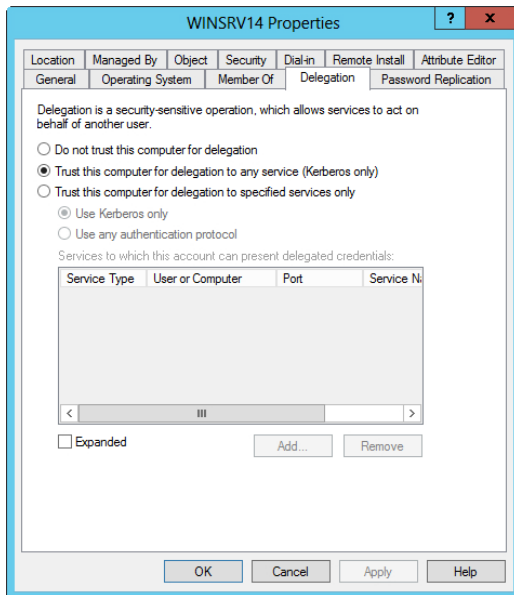 WINSRV14 Properties
?
x
Location
Managed By
Object
Security
Dial-in
Remote Install
Attribute Editor
General
Operating System
Member Of
Delegation
Password Replication
Delegation is a security-sensitive operation, which allows services to act on
behalf of another user.
Do not trust this computer for delegation
Trust this computer for delegation to any service (Kerberos only)
Trust this computer for delegation to specified services only
Use Kerberos only
Use any authentication protocol
Services to which this account can present delegated credentials:
Service Type User or Computer Port Service N
Expanded
Add...
Remove
OK
Cancel
Apply
Help